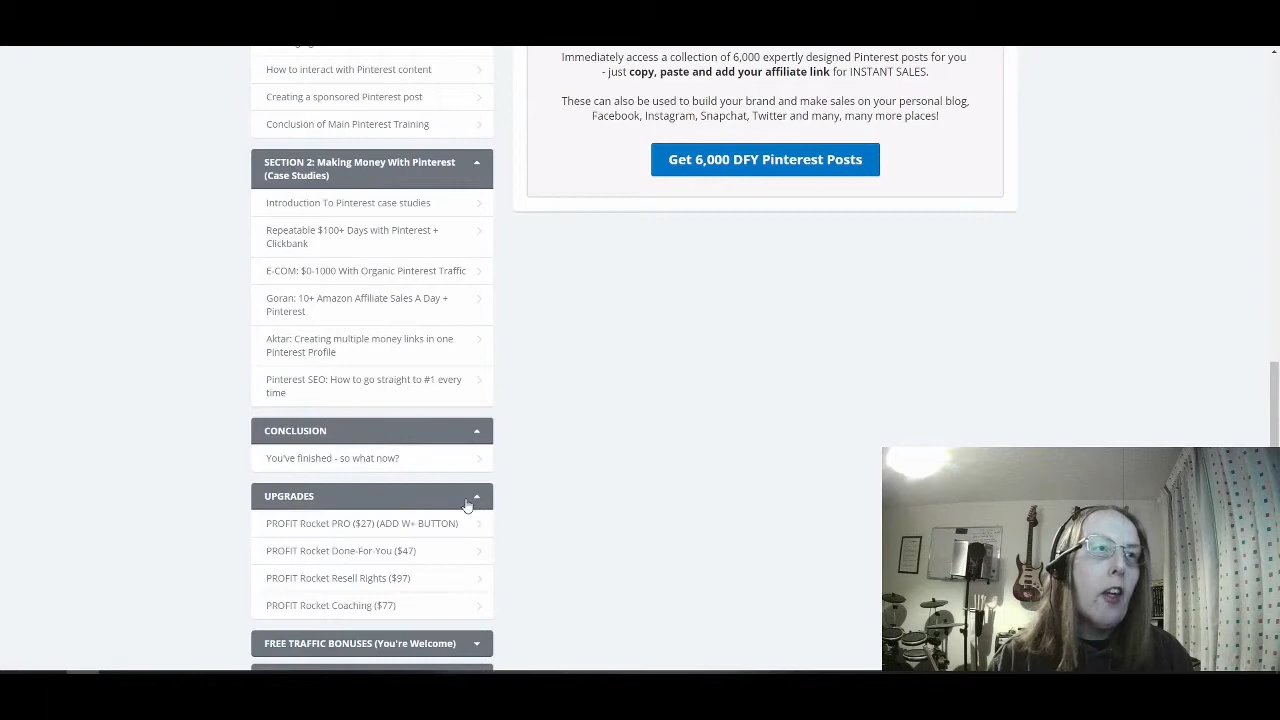 How to interact with Pinterest content
Creating a sponsored Pinterest post
Conclusion of Main Pinterest Training
SECTION 2: Making Money With Pinterest
(Case Studies)
Introduction To Pinterest case studies
Repeatable $100+ Days with Pinterest +
Clickbank
E-COM: $0-1000 With Organic Pinterest Traffic
Goran: 10+ Amazon Affiliate Sales A Day +
Pinterest
Aktar: Creating multiple money links in one
Pinterest Profile
Pinterest SEO: How to go straight to #1 every
time
CONCLUSION
You've finished - so what now?
UPGRADES
PROFIT Rocket PRO ($27) (ADD W+ BUTTON)
PROFIT Rocket Done-For-You ($47)
PROFIT Rocket Resell Rights ($97)
PROFIT Rocket Coaching ($77)
FREE TRAFFIC BONUSES (You're Welcome)
Immediately access a collection of 6,000 expertly designed Pinterest posts for you
- just copy, paste and add your affiliate link for INSTANT SALES.
These can also be used to build your brand and make sales on your personal blog,
Facebook, Instagram, Snapchat, Twitter and many, many more places!
Get 6,000 DFY Pinterest Posts